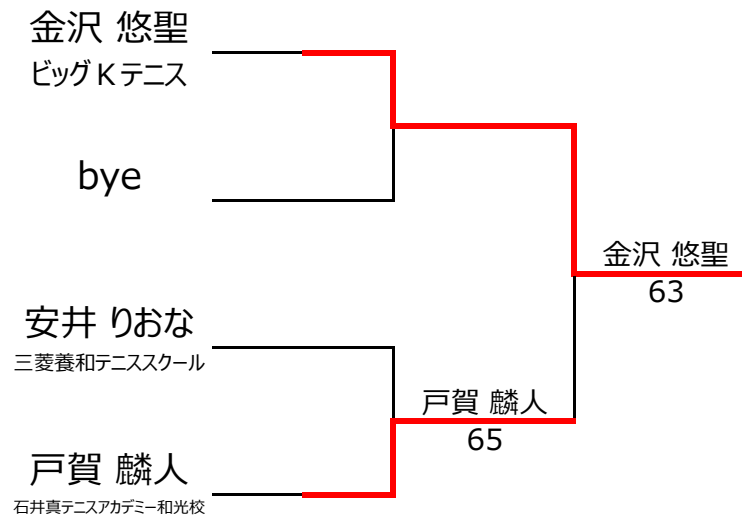 金沢 悠聖
ビッグKテニス
bye
金沢 悠聖
63
安井 りおな
三菱養和テニススクール
戸賀 麟人
65
戸賀 麟人
石井真テニスアカデミー和光校